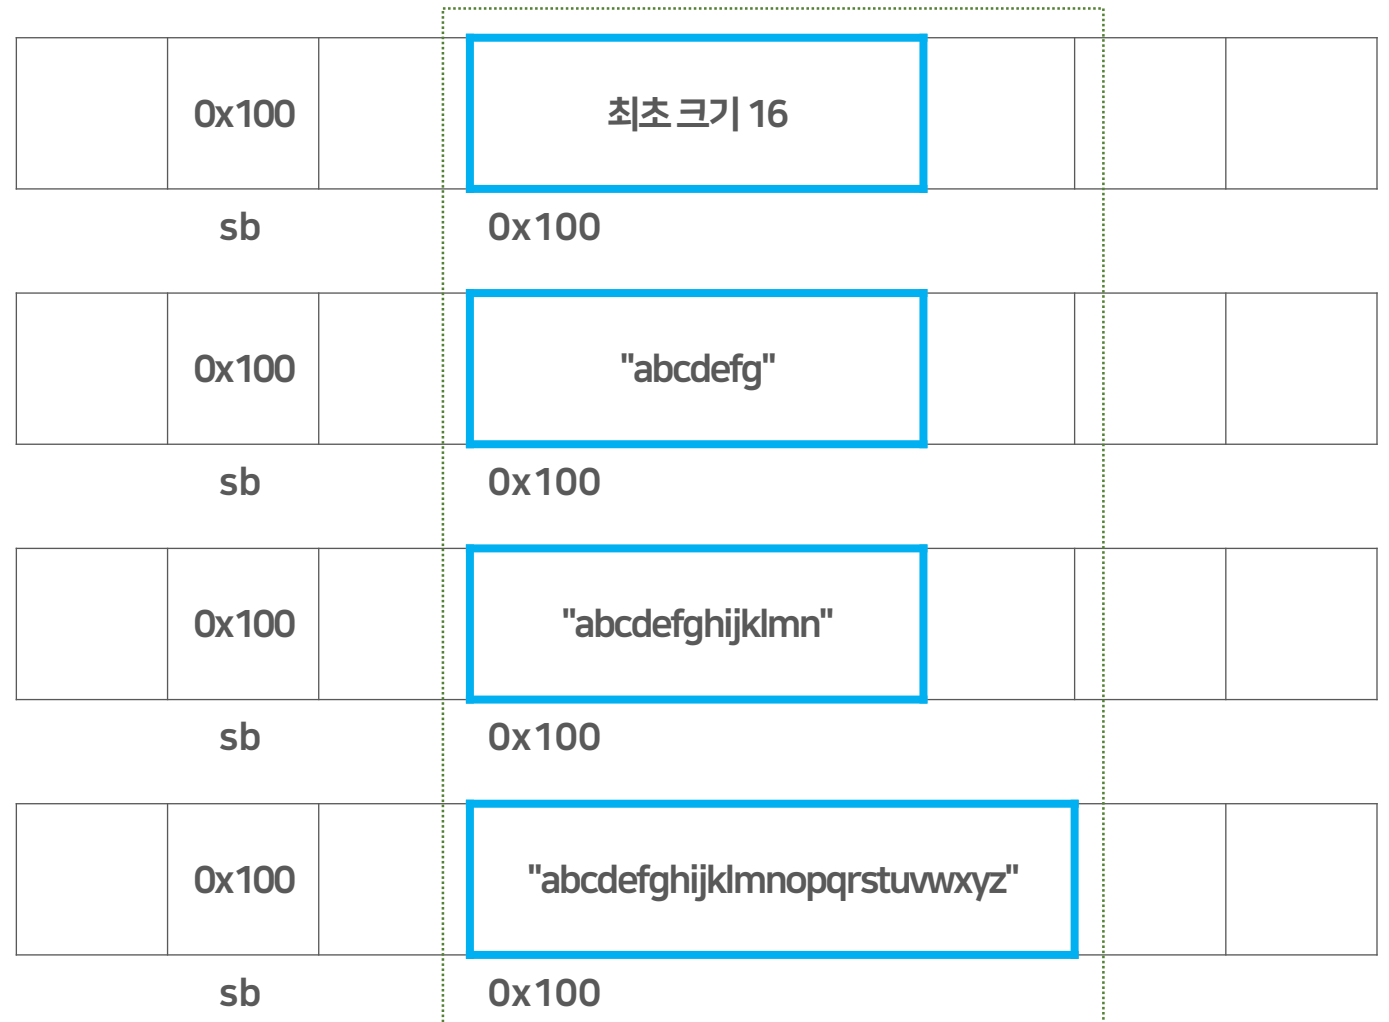 0x100 최초 크기 16
sb 0x100
0x100 "abcdefg"
sb 0x100
0x100 "abcdefghijklmn"
sb 0x100
0x100 "abcdefghijklmnopqrstuvwxyz"
sb 0x100